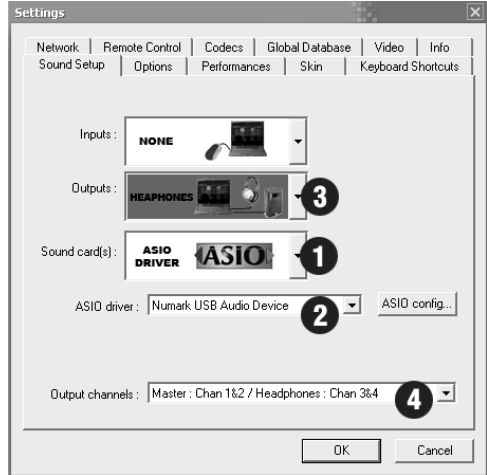 Settings
Network Remote Control Codecs Global Database Video Info
Sound Setup Options Performances Skin Keyboard Shortcuts
Inputs : NONE
Outputs : HEAPHONES 3
Sound card(s) : ASIO DRIVER ASIO 1
ASIO driver : Numark USB Audio Device 2 ASIO config...
Output channels : Master : Chan 1&2 / Headphones : Chan 3&4 4
OK Cancel